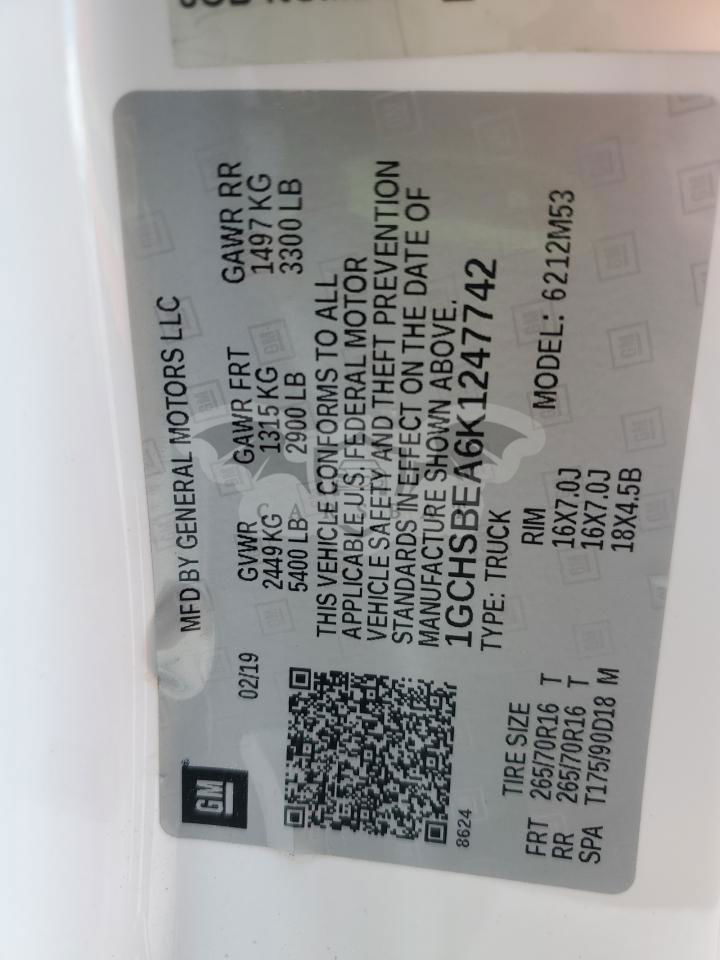 MFD BY GENERAL MOTORS LLC
GM
02/19
GVWR GAWR FRT GAWR RR
2449 KG 1315 KG 1497 KG
5400 LB 2900 LB 3300 LB
THIS VEHICLE CONFORMS TO ALL
APPLICABLE U.S. FEDERAL MOTOR
VEHICLE SAFETY AND THEFT PREVENTION
STANDARDS IN EFFECT ON THE DATE OF
MANUFACTURE SHOWN ABOVE.
1GCHSBEA6K1247742
8624
TYPE: TRUCK
MODEL: 6212M53
TIRE SIZE RIM
FRT 265/70R16 T 16X7.0J
RR 265/70R16 T 16X7.0J
SPA T175/90D18 M 18X4.5B